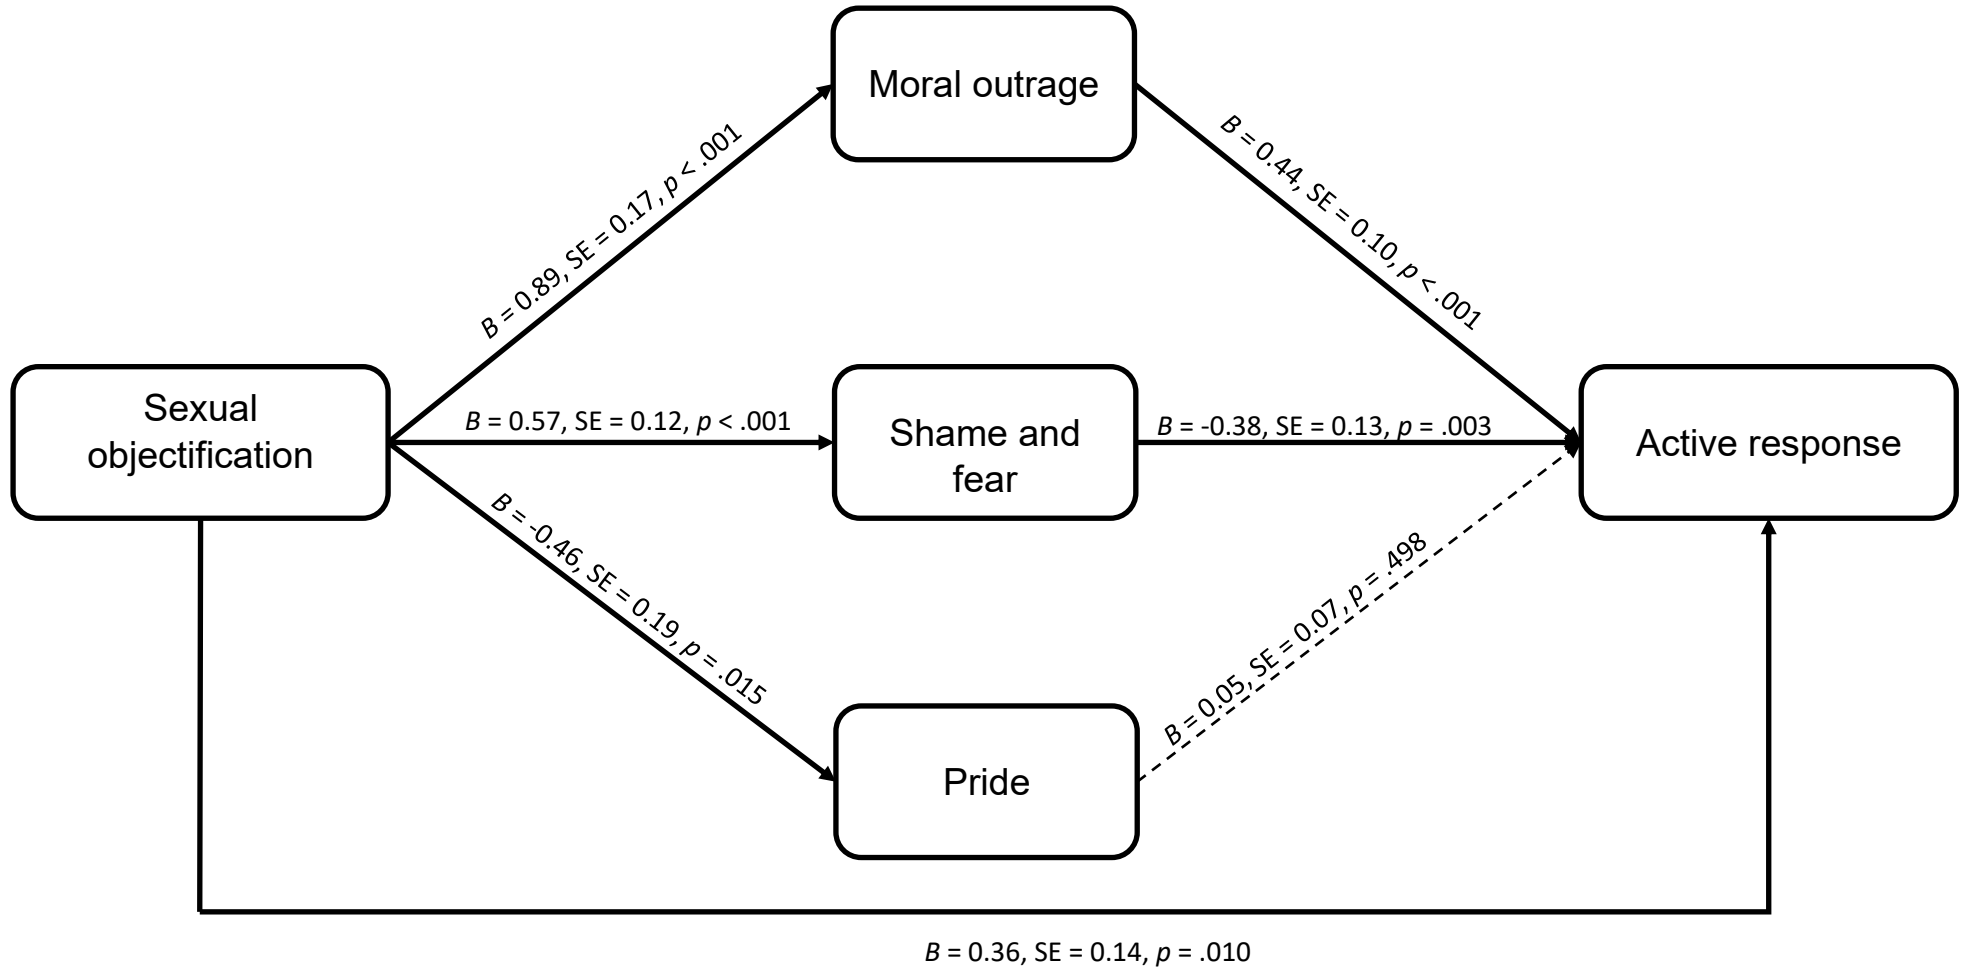 Moral outrage
B = 0.89, SE = 0.17, p < .001
B = 0.44, SE = 0.10, p < .001
Sexual
objectification
B = 0.57, SE = 0.12, p < .001
Shame and
fear
B = -0.38, SE = 0.13, p = .003
Active response
B = -0.46, SE = 0.19, p = .015
B = 0.05, SE = 0.07, p = .498
Pride
B = 0.36, SE = 0.14, p = .010